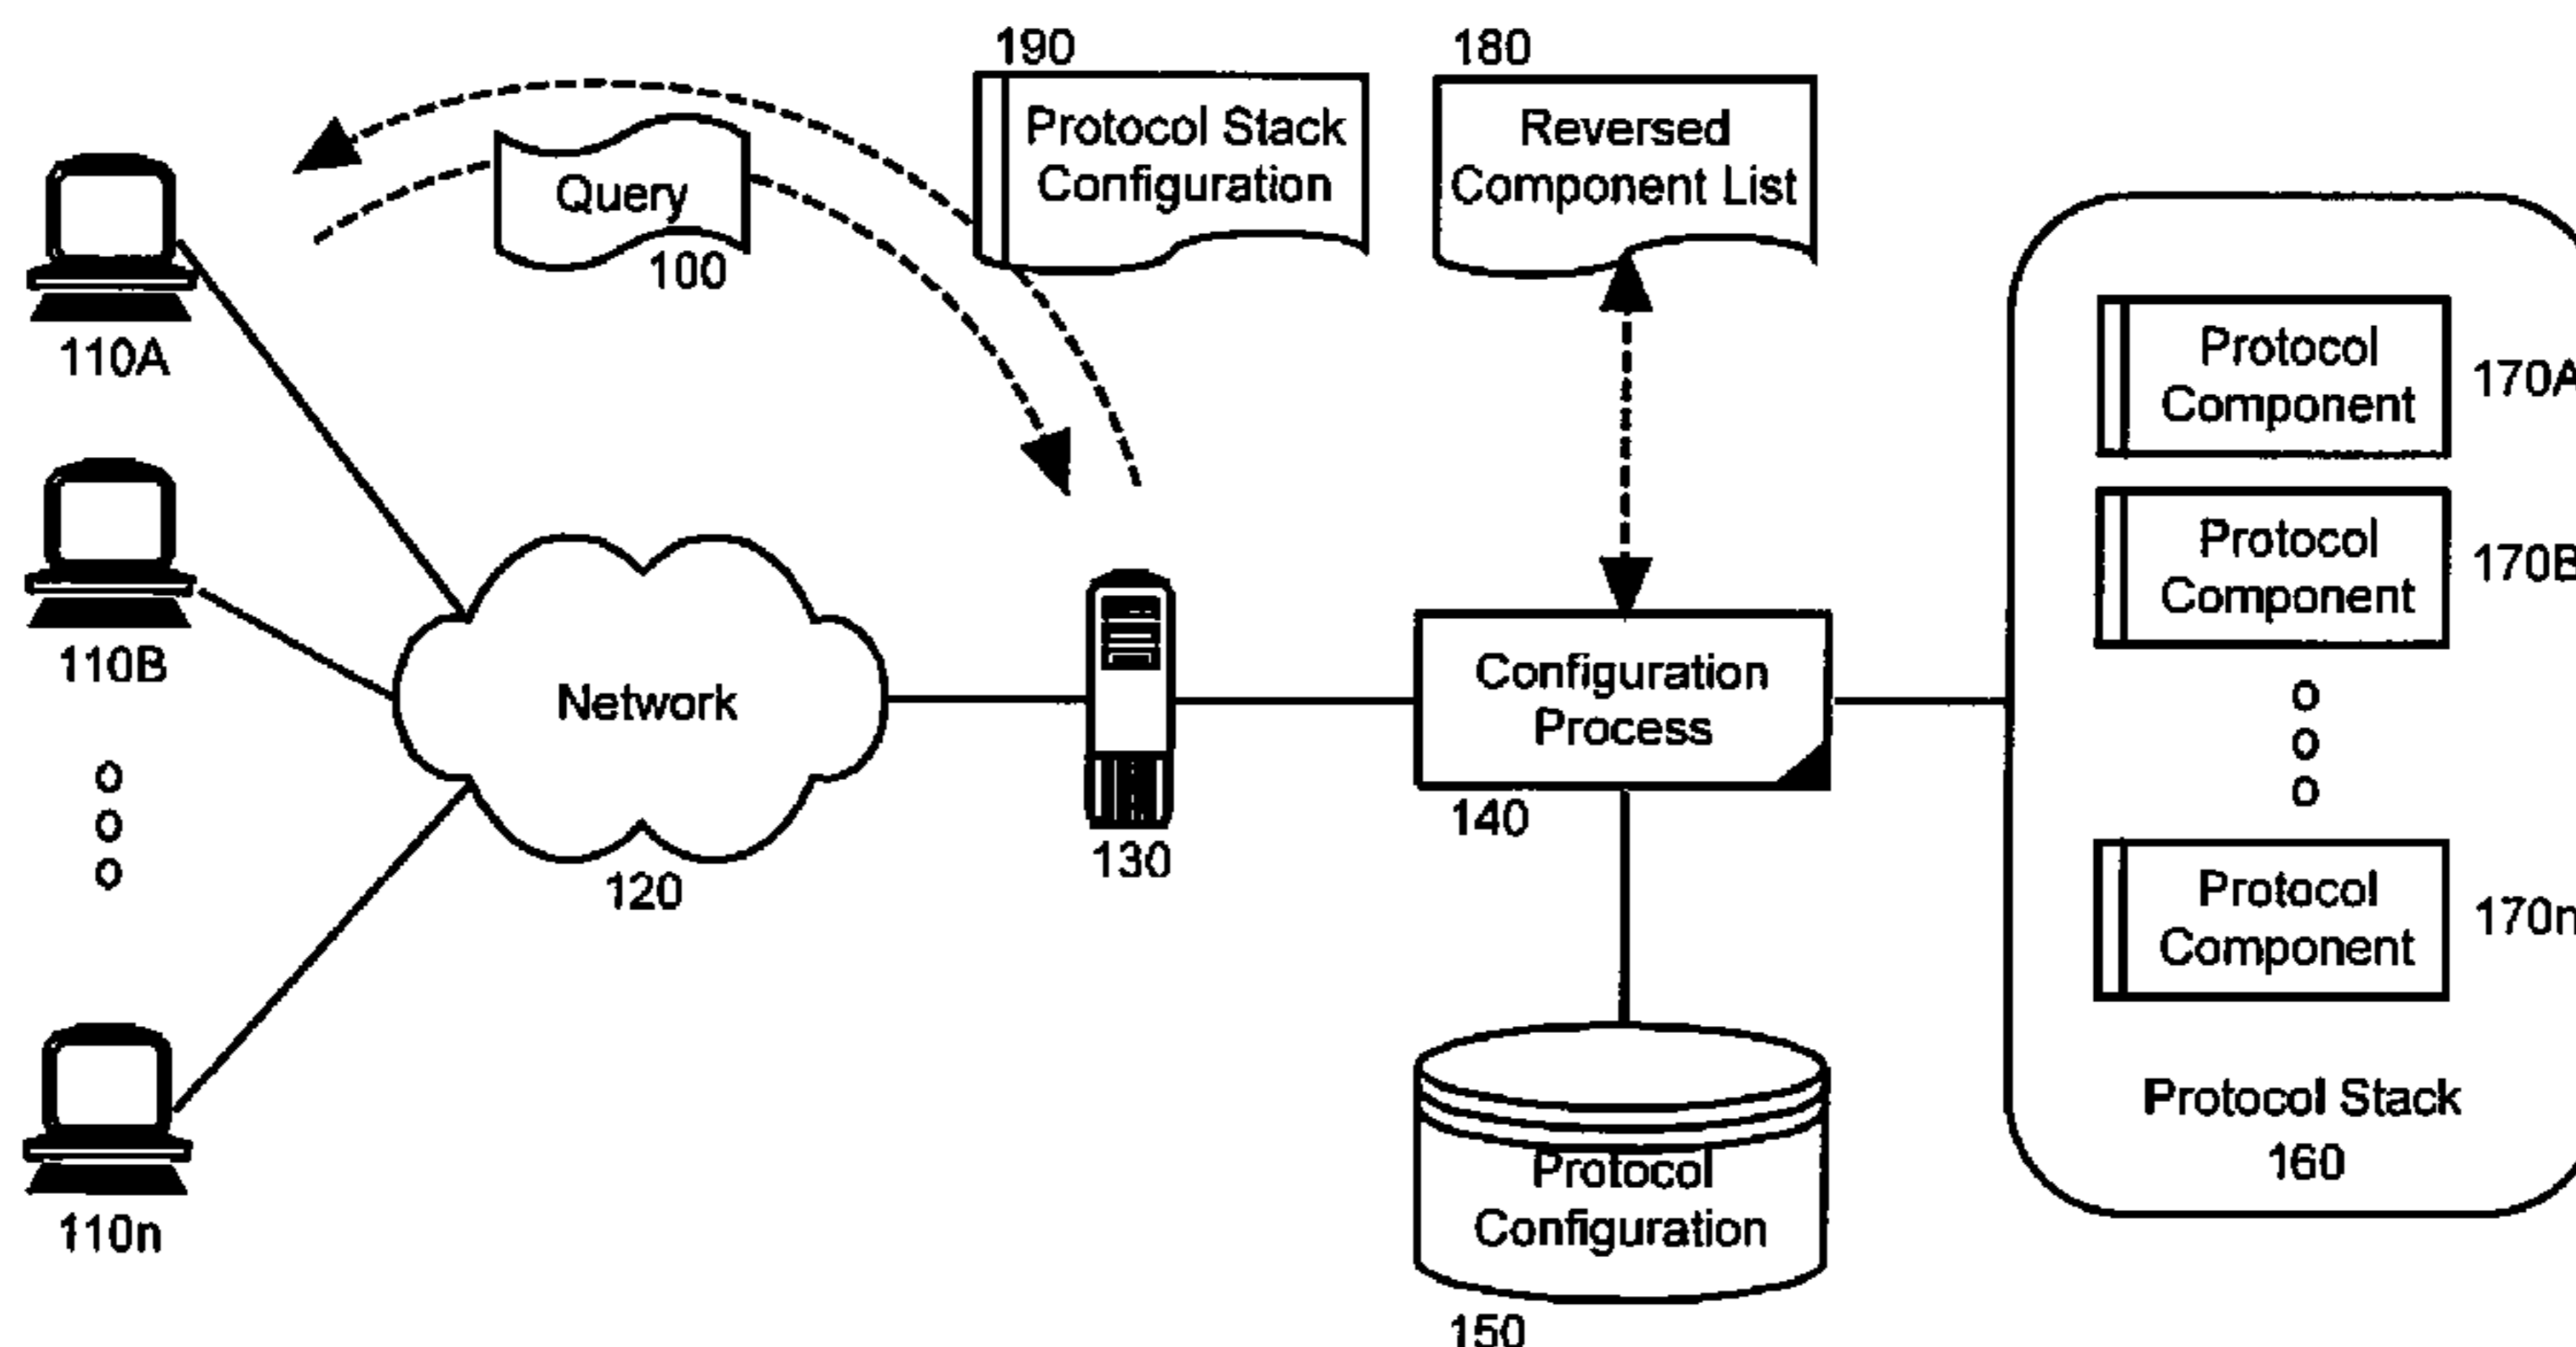 190
180
Protocol Stack
Configuration
Reversed
Component List
Query
100
110A
Protocol
Component
170A
110B
Protocol
Component
170B
Network
120
130
Configuration
Process
140
o
o
o
o
o
o
Protocol
Component
170n
110n
Protocol
Configuration
150
Protocol Stack
160